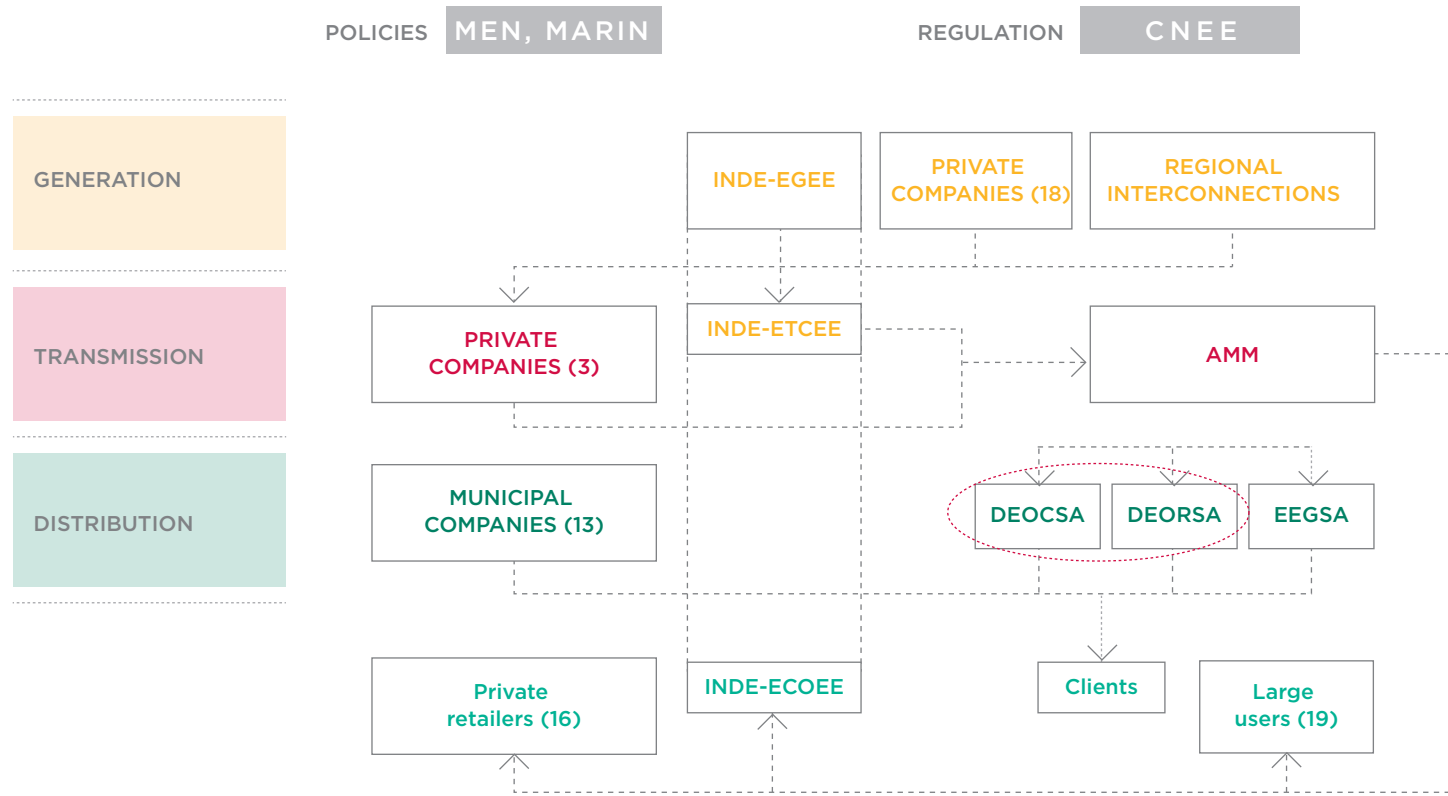 POLICIES MEN, MARIN
REGULATION CNEE
GENERATION
INDE-EGEE
PRIVATE
COMPANIES (18)
REGIONAL
INTERCONNECTIONS
TRANSMISSION
PRIVATE
COMPANIES (3)
INDE-ETCEE
AMM
DISTRIBUTION
MUNICIPAL
COMPANIES (13)
DEOCSA
DEORSA
EEGSA
Private
retailers (16)
INDE-ECOEE
Clients
Large
users (19)